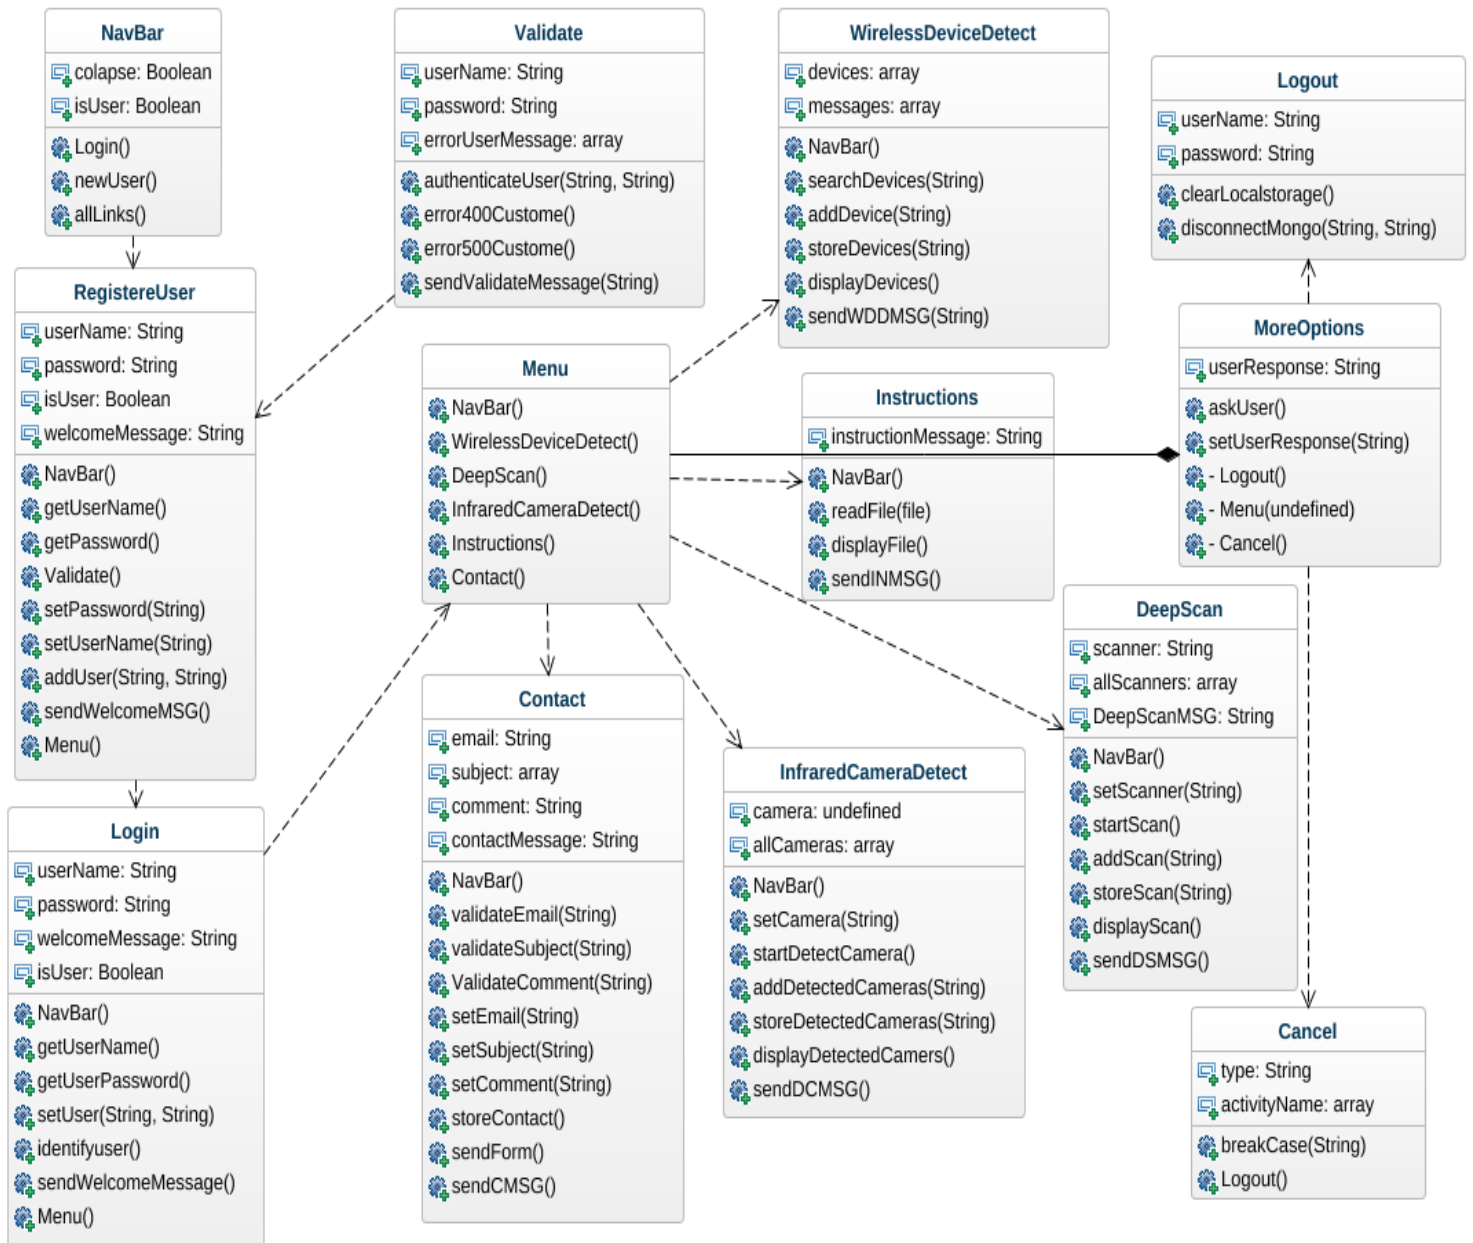 NavBar
colapse: Boolean
isUser: Boolean
Login()
newUser()
allLinks()
Validate
userName: String
password: String
errorUserMessage: array
authenticateUser(String, String)
error400Custome()
error500Custome()
sendValidateMessage(String)
WirelessDeviceDetect
devices: array
messages: array
NavBar()
searchDevices(String)
addDevice(String)
storeDevices(String)
displayDevices()
sendWDDMSG(String)
Logout
userName: String
password: String
clearLocalstorage()
disconnectMongo(String, String)
RegistereUser
userName: String
password: String
isUser: Boolean
welcomeMessage: String
NavBar()
getUserName()
getPassword()
Validate()
setPassword(String)
setUserName(String)
addUser(String, String)
sendWelcomeMSG()
Menu()
Menu
NavBar()
WirelessDeviceDetect()
DeepScan()
InfraredCameraDetect()
Instructions()
Contact()
Instructions
instructionMessage: String
NavBar()
readFile(file)
displayFile()
sendINMSG()
MoreOptions
userResponse: String
askUser()
setUserResponse(String)
- Logout()
- Menu(undefined)
- Cancel()
DeepScan
scanner: String
allScanners: array
DeepScanMSG: String
NavBar()
setScanner(String)
startScan()
addScan(String)
storeScan(String)
displayScan()
sendDSMSG()
Login
userName: String
password: String
welcomeMessage: String
isUser: Boolean
NavBar()
getUserName()
getUserPassword()
setUser(String, String)
identifyuser()
sendWelcomeMessage()
Menu()
Contact
email: String
subject: array
comment: String
contactMessage: String
NavBar()
validateEmail(String)
validateSubject(String)
ValidateComment(String)
setEmail(String)
setSubject(String)
setComment(String)
storeContact()
sendForm()
sendCMSG()
InfraredCameraDetect
camera: undefined
allCameras: array
NavBar()
setCamera(String)
startDetectCamera()
addDetectedCameras(String)
storeDetectedCameras(String)
displayDetectedCamers()
sendDCMSG()
Cancel
type: String
activityName: array
breakCase(String)
Logout()